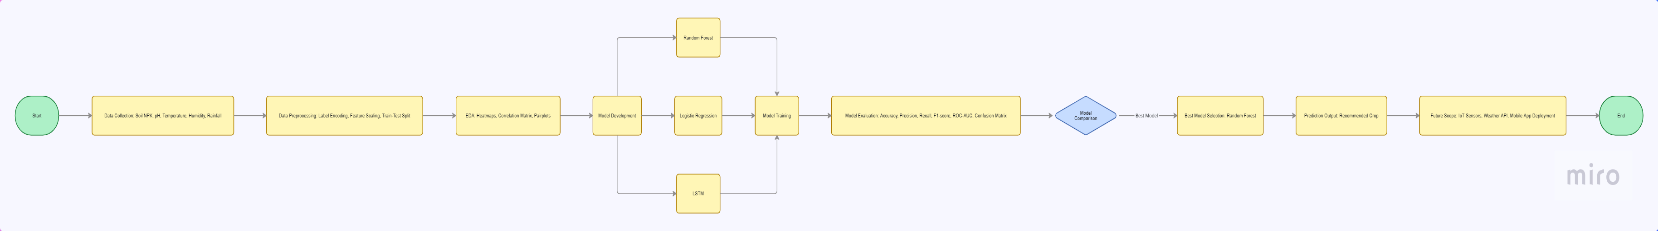 Random Forest
Start
Data Collection: Soil NPK, pH, Temperature, Humidity, Rainfall
Data Preprocessing: Label Encoding, Feature Scaling, Train-Test Split
EDA: Heatmaps, Correlation Matrix, Pairplots
Model Development
Logistic Regression
Model Training
Model Evaluation: Accuracy, Precision, Recall, F1-score, ROC-AUC, Confusion Matrix
Model
Comparison
Best Model
Best Model Selection: Random Forest
Prediction Output: Recommended Crop
Future Scope: IoT Sensors, Weather API, Mobile App Deployment
End
LSTM
miro